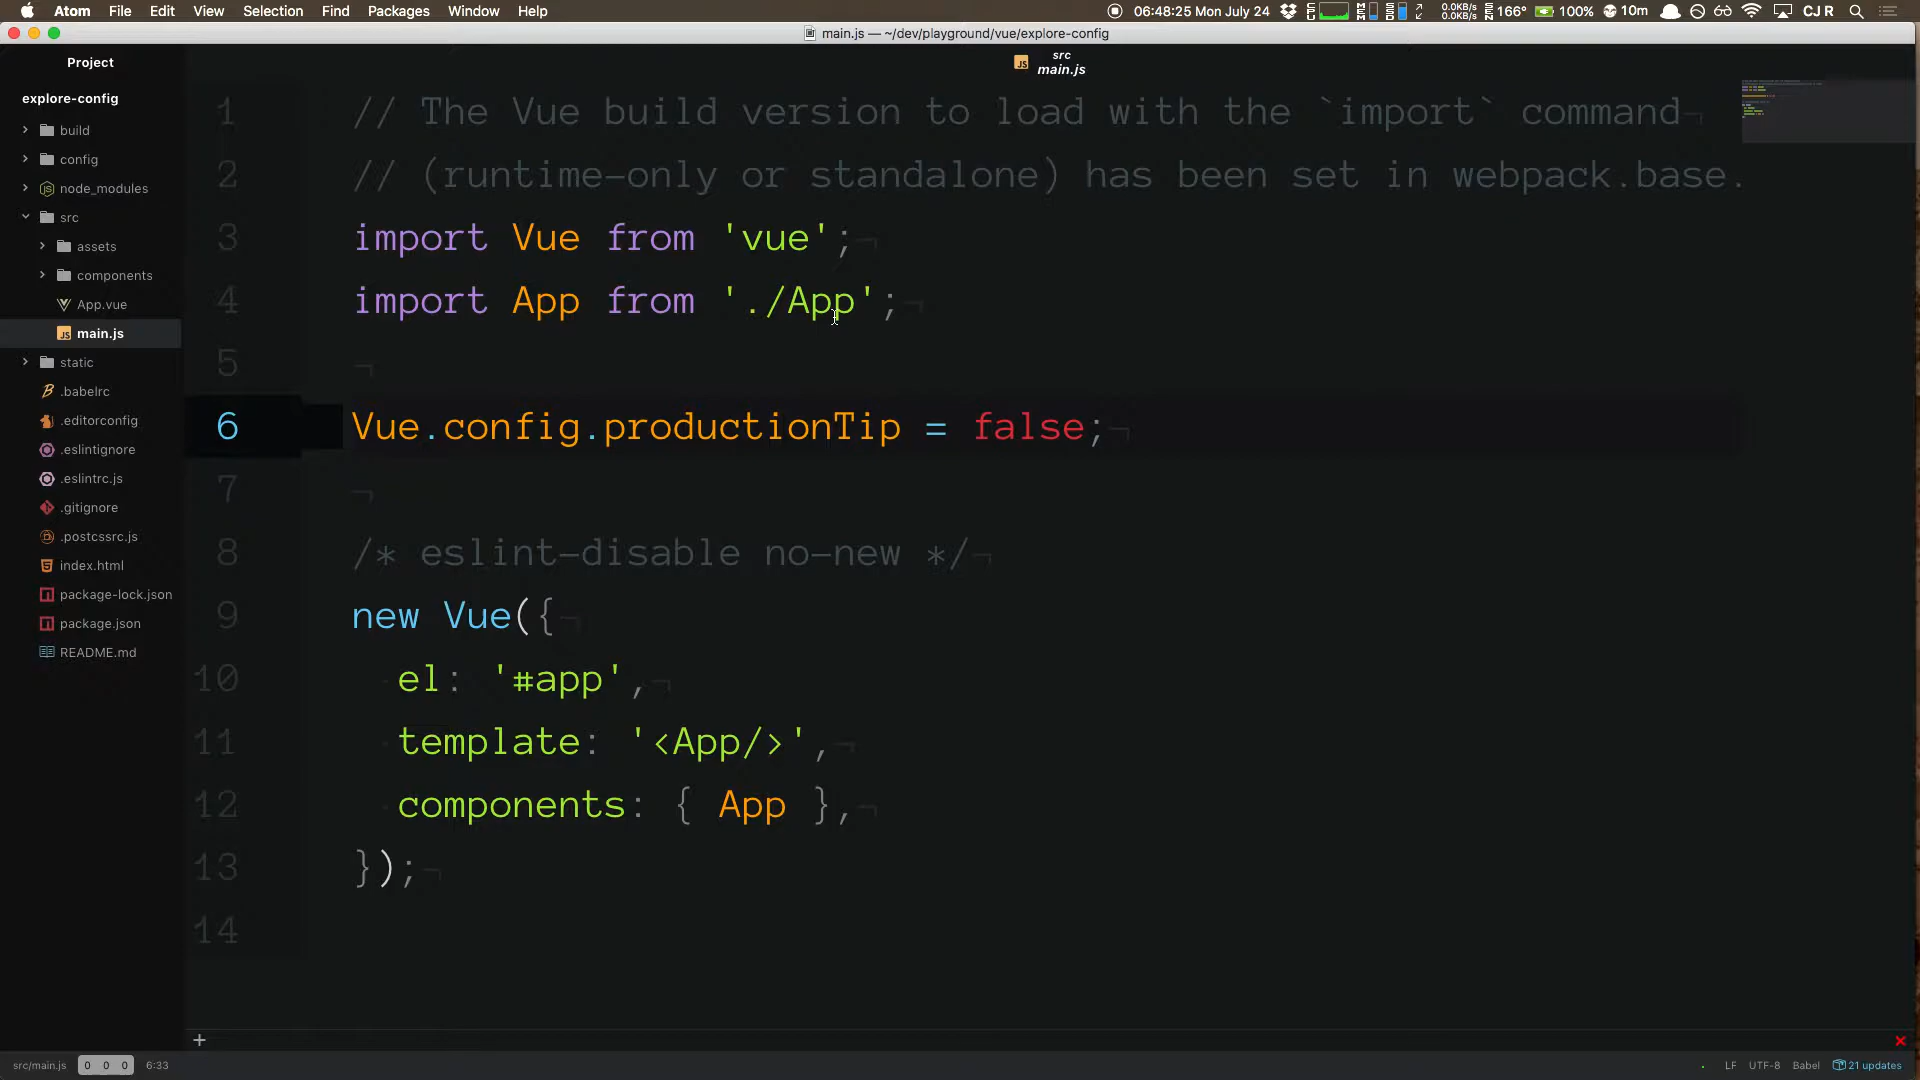 Atom File Edit View Selection Find Packages Window Help
06:48:25 Mon July 24
0.0KB/s
0.0KB/s
166° 100% 10m CJ R
main.js — ~/dev/playground/vue/explore-config
Project
src
main.js
explore-config
build
config
node_modules
src
assets
components
App.vue
main.js
static
.babelrc
.editorconfig
.eslintignore
.eslintrc.js
.gitignore
.postcssrc.js
index.html
package-lock.json
package.json
README.md
1 // The Vue build version to load with the `import` command
2 // (runtime-only or standalone) has been set in webpack.base.
3 import Vue from 'vue';
4 import App from './App';
5
6 Vue.config.productionTip = false;
7
8 /* eslint-disable no-new */
9 new Vue({
10 el: '#app',
11 template: '<App/>',
12 components: { App },
13 });
14
+
src/main.js 0 0 0 6:33 LF UTF-8 Babel 21 updates